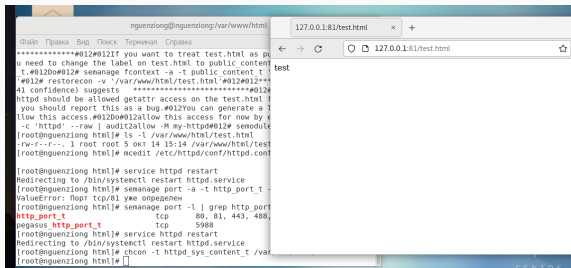 nguenziong@nguenziong:/var/www/html
Файл Правка Вид Поиск Терминал Справка
*************#012#012If you want to treat test.html as pu
u need to change the label on test.html to public_content
_t.#012Do#012# semanage fcontext -a -t public_content_t
'#012# restorecon -v '/var/www/html/test.html'#012#012***
41 confidence) suggests *************************#012
httpd should be allowed getattr access on the test.html f
you should report this as a bug.#012You can generate a l
llow this access.#012Do#012allow this access for now by e
-c 'httpd' --raw | audit2allow -M my-httpd#012# semodule
[root@nguenziong html]# ls -l /var/www/html/test.html
-rw-r--r--. 1 root root 5 окт 14 15:14 /var/www/html/test
[root@nguenziong html]# mcedit /etc/httpd/conf/httpd.conf
[root@nguenziong html]# service httpd restart
Redirecting to /bin/systemctl restart httpd.service
[root@nguenziong html]# semanage port -a -t http_port_t -
ValueError: Порт tcp/81 уже определен
[root@nguenziong html]# semanage port -l | grep http_port
http_port_t tcp 80, 81, 443, 488,
pegasus_http_port_t tcp 5988
[root@nguenziong html]# service httpd restart
Redirecting to /bin/systemctl restart httpd.service
[root@nguenziong html]# chcon -t httpd_sys_content_t /var
[root@nguenziong html]#
127.0.0.1:81/test.html
127.0.0.1:81/test.html
test